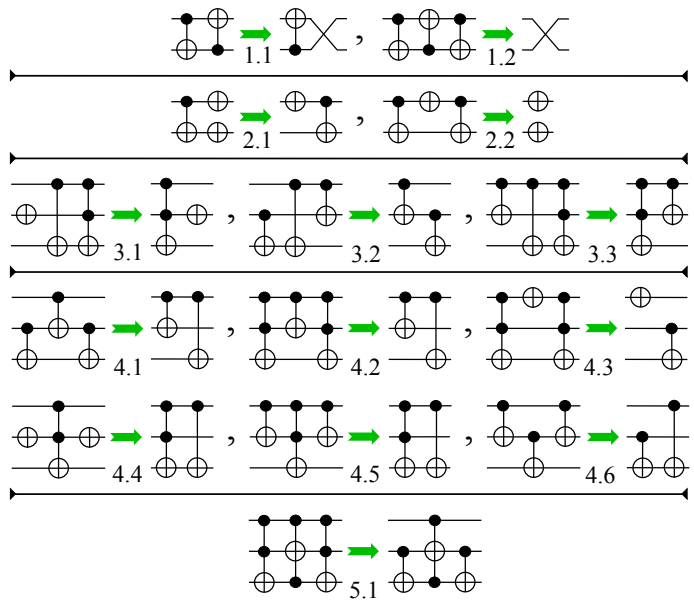 1.1 , 1.2
2.1 , 2.2
3.1 , 3.2 , 3.3
4.1 , 4.2 , 4.3
4.4 , 4.5 , 4.6
5.1